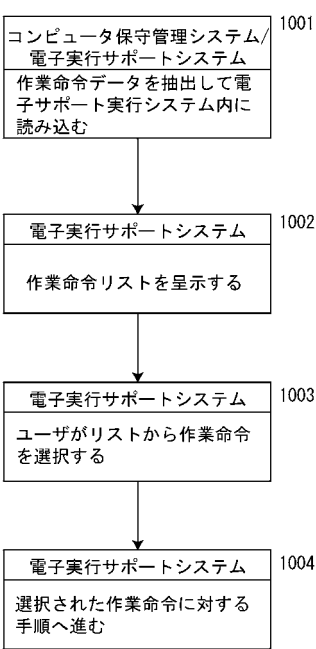 コンピュータ保守管理システム/
電子実行サポートシステム
1001
作業命令データを抽出して電
子サポート実行システム内に
読み込む
電子実行サポートシステム
1002
作業命令リストを呈示する
電子実行サポートシステム
1003
ユーザがリストから作業命令
を選択する
電子実行サポートシステム
1004
選択された作業命令に対する
手順へ進む